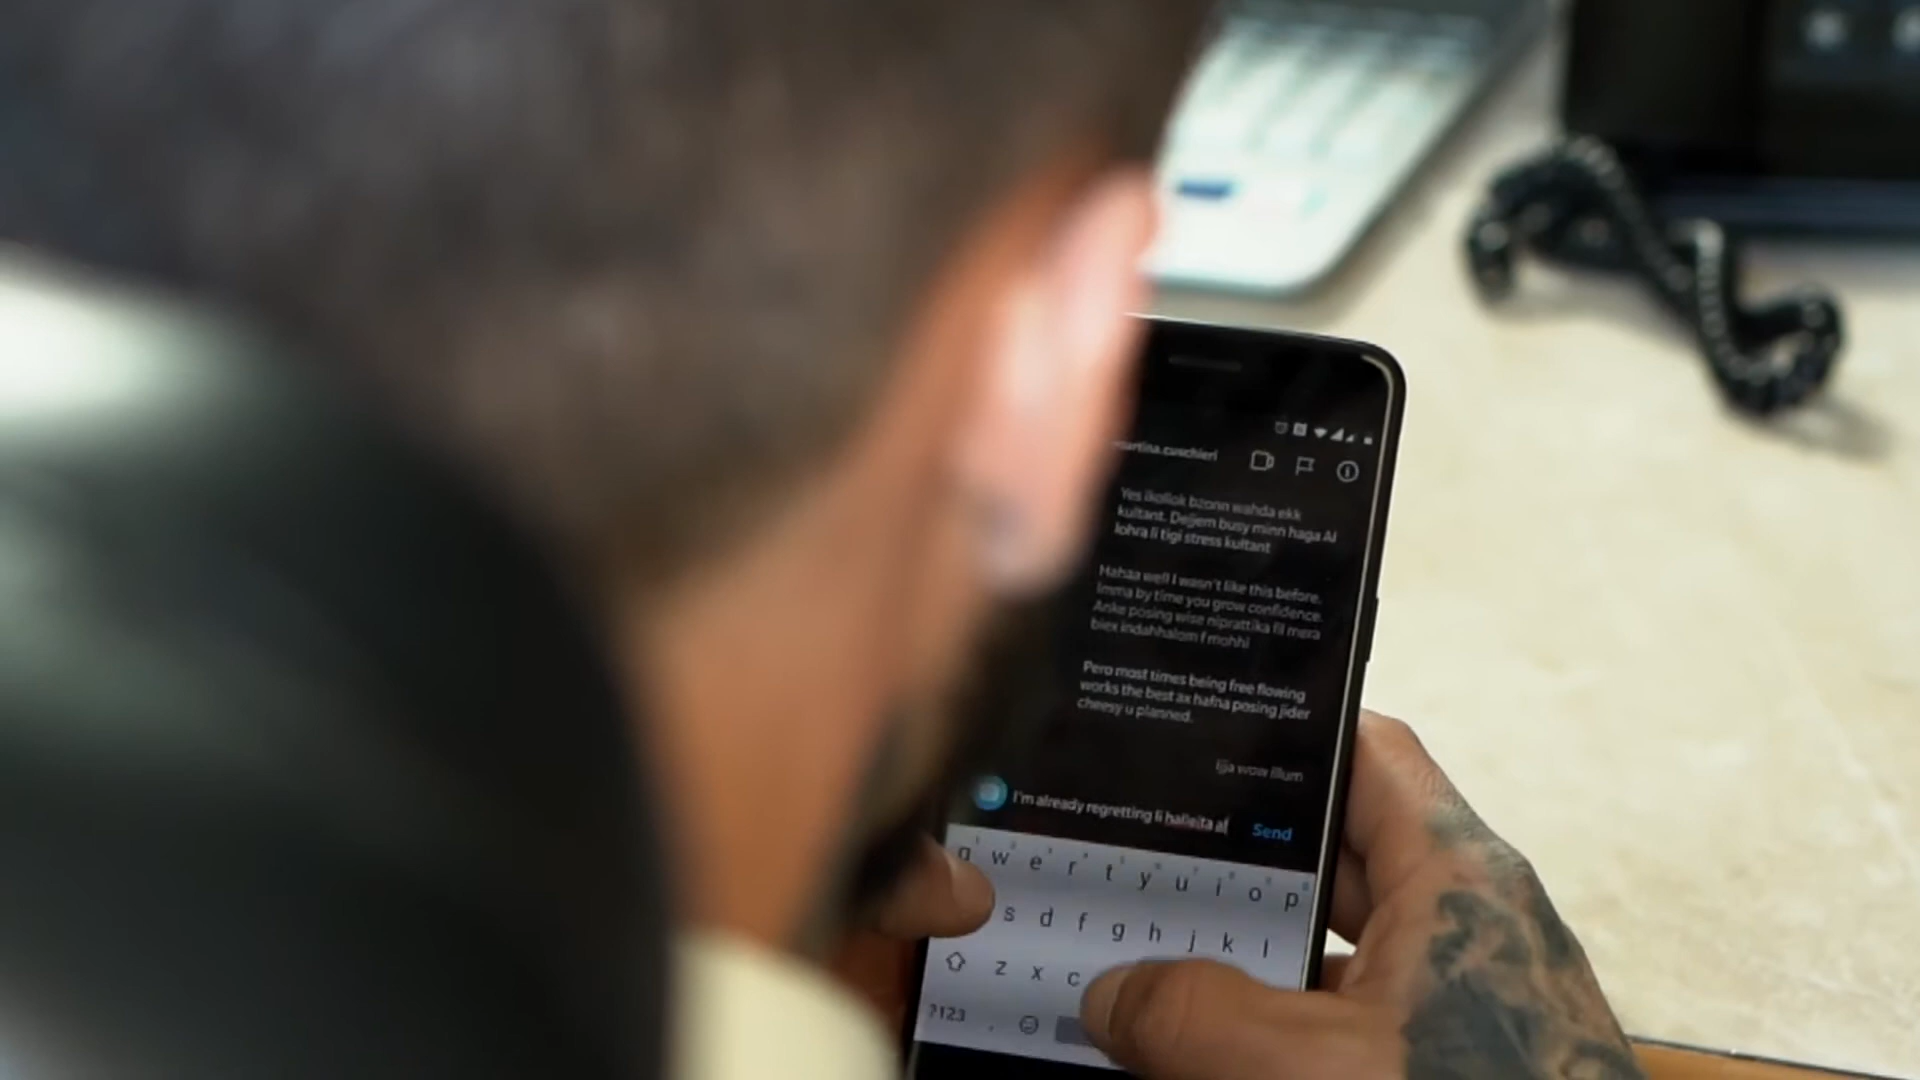 martina.cuschieri
Yes ikollok bzonn wahda ekk
kultant. Dejjem busy minn haga Al
lohra li tigi stress kultant
Hahaa well I wasn't like this before.
Imma by time you grow confidence.
Anke posing wise niprattika fil mera
biex indahhalom f mohhi
Pero most times being free flowing
works the best ax hafna posing jider
cheesy u planned.
Ijja wow illum
I'm already regretting li halleita al
Send
q w e r t y u i o p
s d f g h j k l
z x c
?123